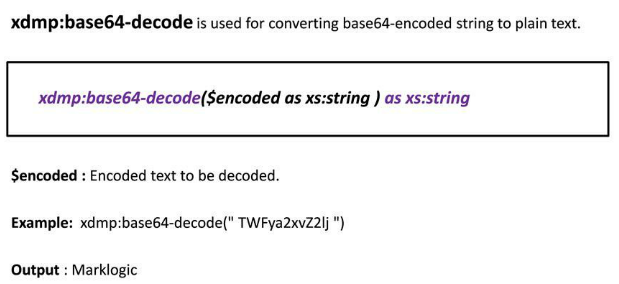 xdmp:base64-decode is used for converting base64-encoded string to plain text.
xdmp:base64-decode($encoded as xs:string ) as xs:string
$encoded : Encoded text to be decoded.
Example:  xdmp:base64-decode(" TWFya2xvZ2lj ")
Output : Marklogic